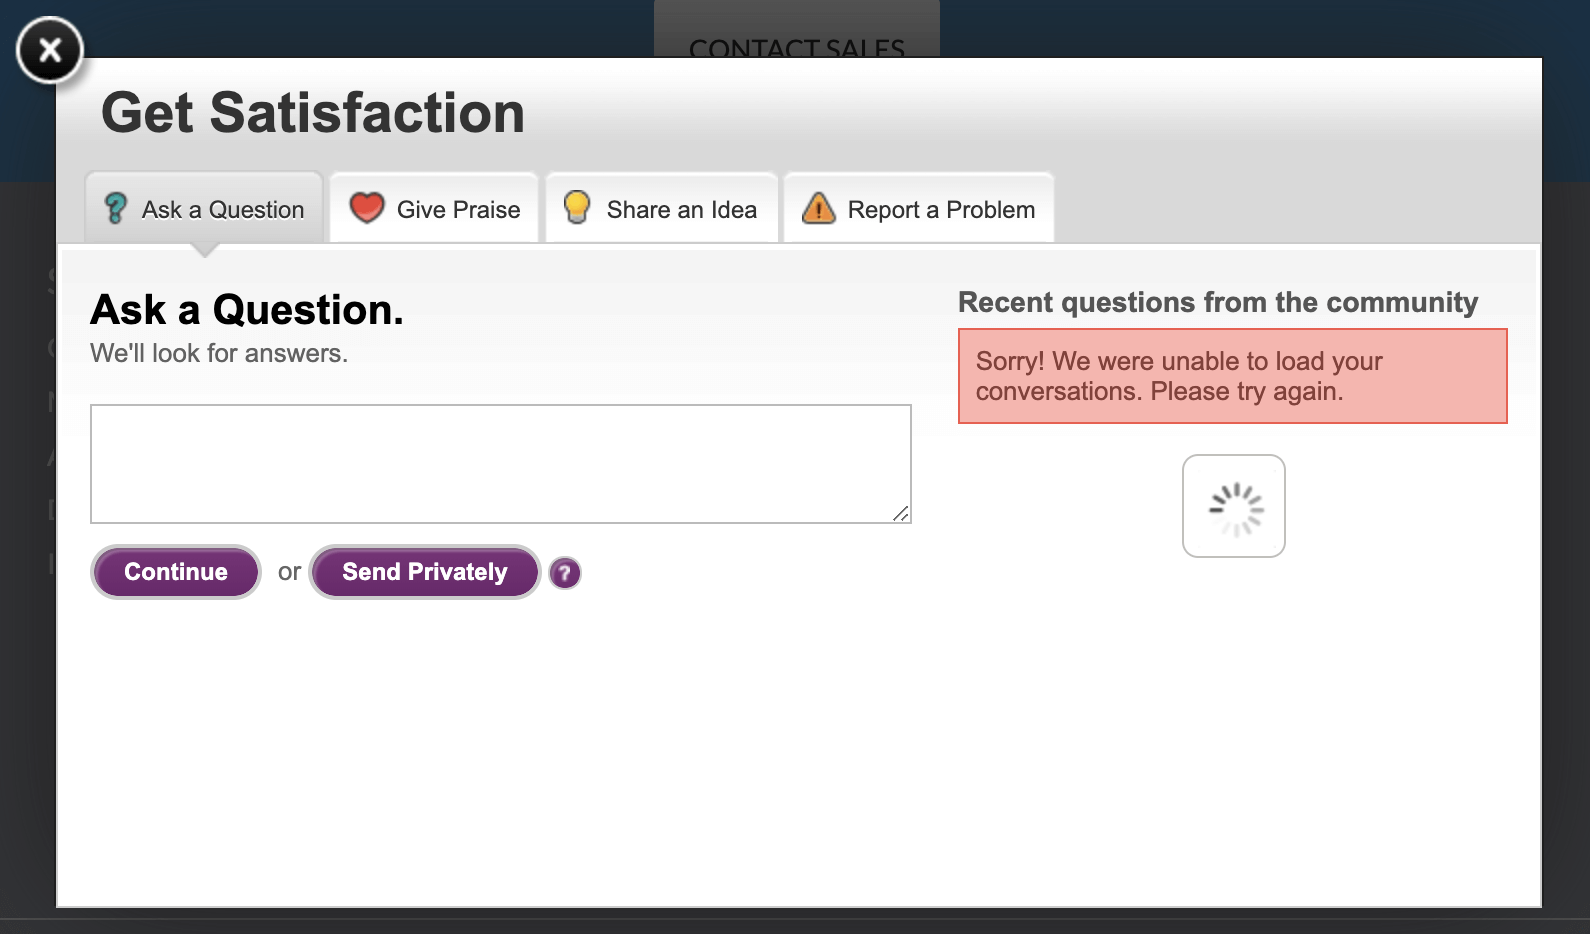 CONTACT SALES
Get Satisfaction
Ask a Question
Give Praise
Share an Idea
Report a Problem
Ask a Question.
We'll look for answers.
Continue or Send Privately ?
Recent questions from the community
Sorry! We were unable to load your
conversations. Please try again.